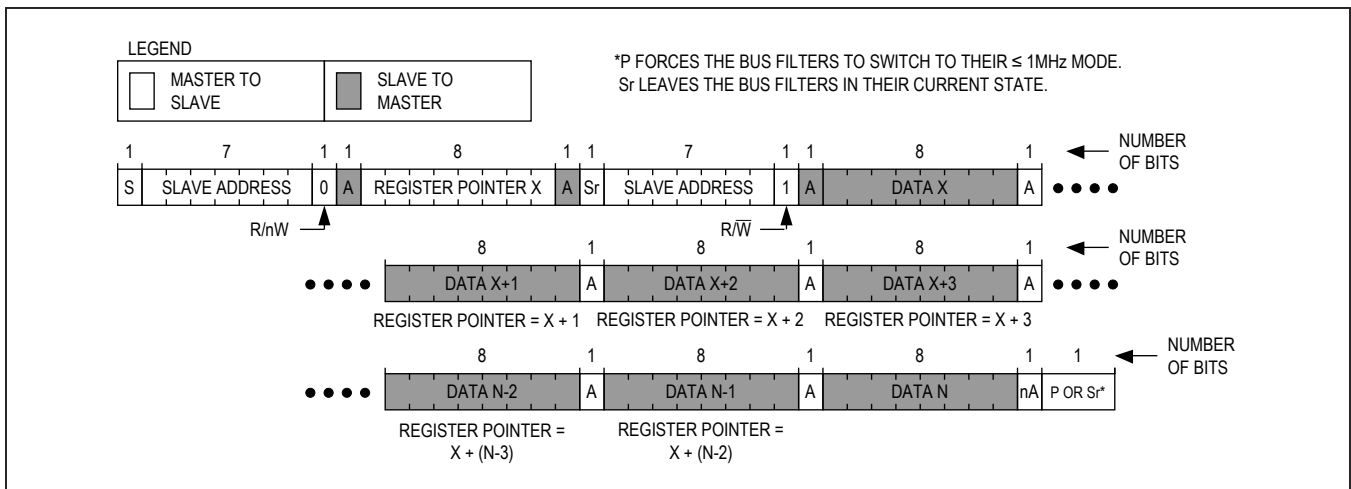 LEGEND
MASTER TO
SLAVE
SLAVE TO
MASTER
*P FORCES THE BUS FILTERS TO SWITCH TO THEIR ≤ 1MHz MODE.
Sr LEAVES THE BUS FILTERS IN THEIR CURRENT STATE.
1 7 1 1 8 1 1 7 1 1 8 1 NUMBER
OF BITS
S SLAVE ADDRESS 0 A REGISTER POINTER X A Sr SLAVE ADDRESS 1 A DATA X A
R/nW R/W̅
8 1 8 1 8 1 NUMBER
OF BITS
DATA X+1 A DATA X+2 A DATA X+3 A
REGISTER POINTER = X + 1 REGISTER POINTER = X + 2 REGISTER POINTER = X + 3
8 1 8 1 8 1 1 NUMBER
OF BITS
DATA N-2 A DATA N-1 A DATA N nA P OR Sr*
REGISTER POINTER =
X + (N-3)
REGISTER POINTER =
X + (N-2)